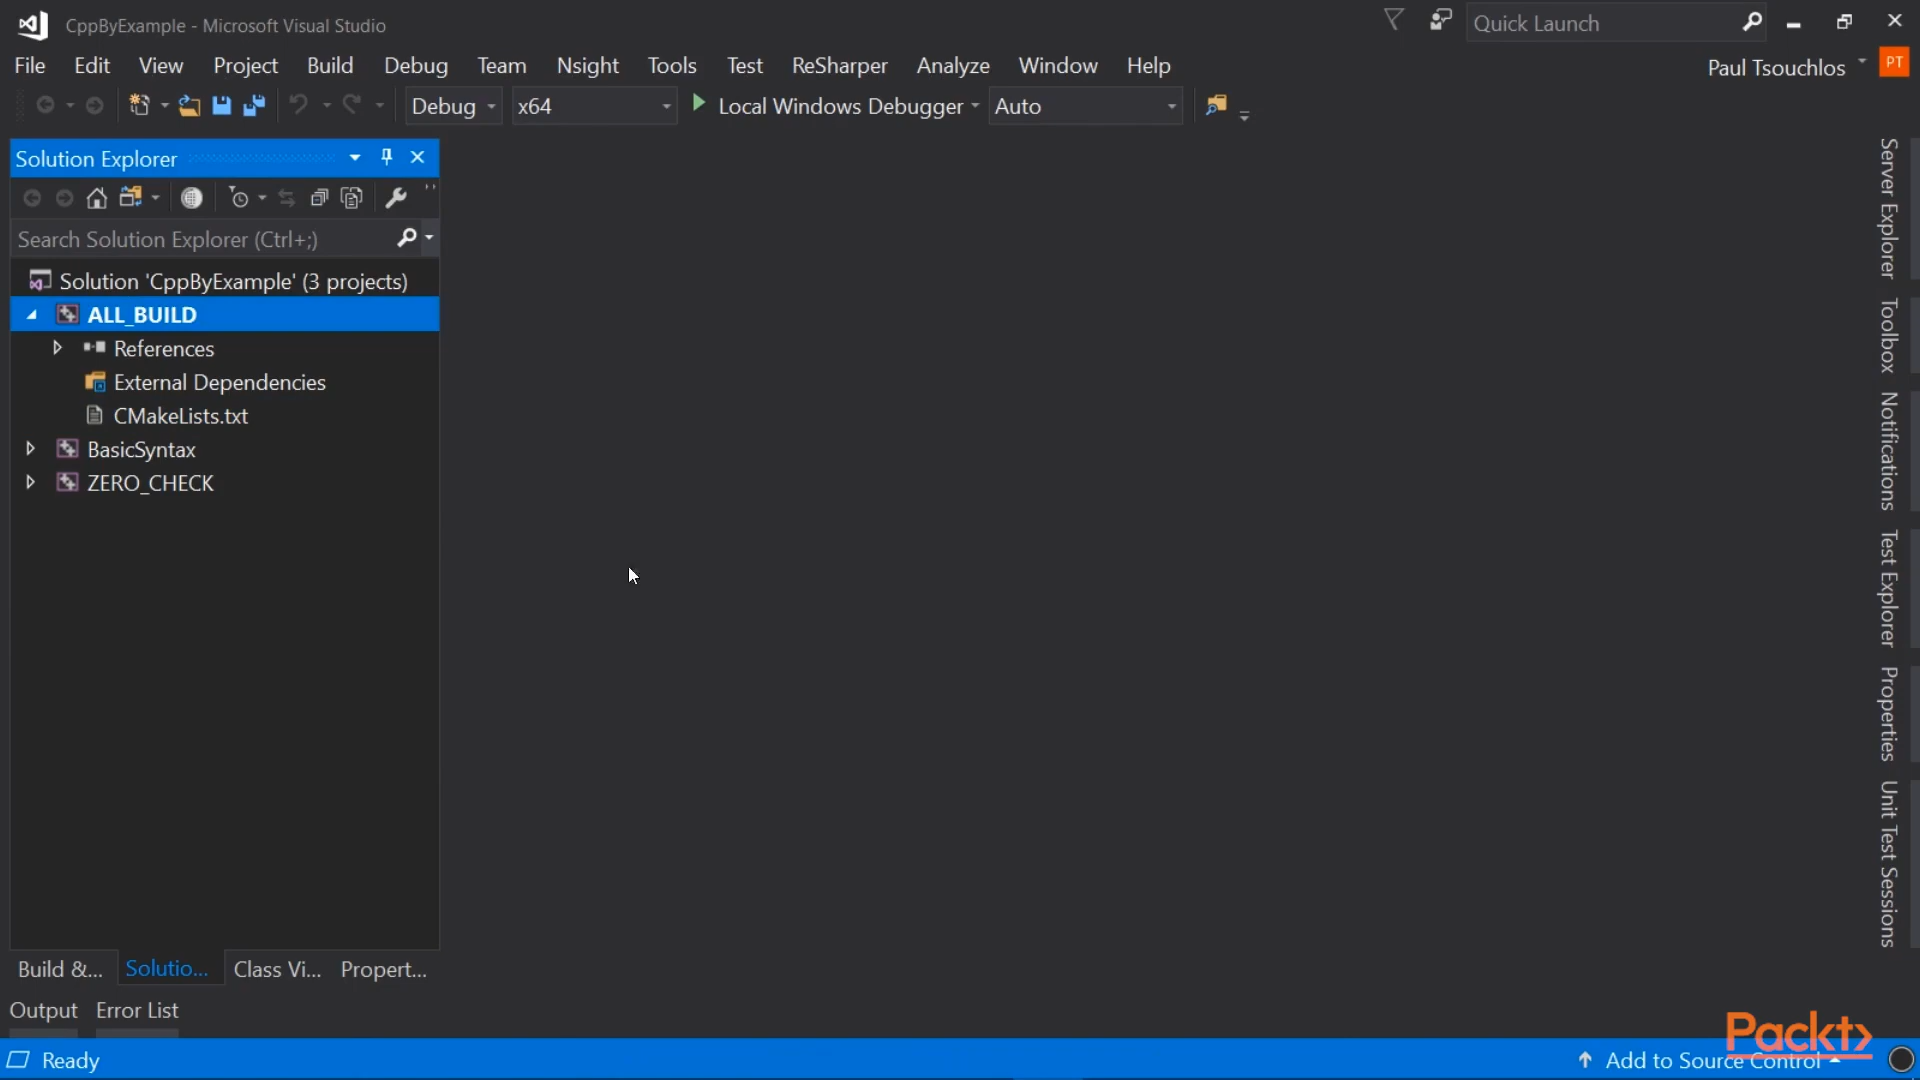 CppByExample - Microsoft Visual Studio
Quick Launch
File Edit View Project Build Debug Team Nsight Tools Test ReSharper Analyze Window Help
Paul Tsouchlos PT
Debug x64 Local Windows Debugger Auto
Solution Explorer
Search Solution Explorer (Ctrl+;)
Solution 'CppByExample' (3 projects)
ALL_BUILD
References
External Dependencies
CMakeLists.txt
BasicSyntax
ZERO_CHECK
Server Explorer
Toolbox
Notifications
Test Explorer
Properties
Unit Test Sessions
Build &... Solutio... Class Vi... Propert...
Output Error List
Packt>
Ready
Add to Source Control